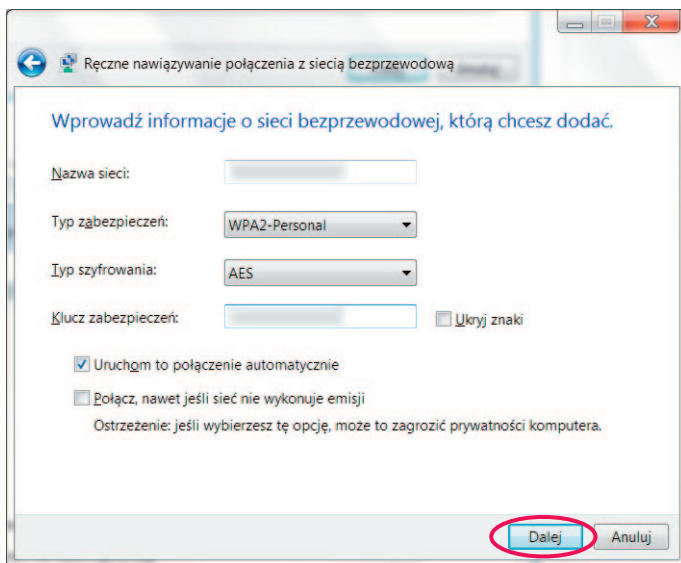 Ręczne nawiązywanie połączenia z siecią bezprzewodową
Wprowadź informacje o sieci bezprzewodowej, którą chcesz dodać.
Nazwa sieci:
Typ zabezpieczeń: WPA2-Personal
Typ szyfrowania: AES
Klucz zabezpieczeń: Ukryj znaki
Uruchom to połączenie automatycznie
Połącz, nawet jeśli sieć nie wykonuje emisji
Ostrzeżenie: jeśli wybierzesz tę opcję, może to zagrozić prywatności komputera.
Dalej Anuluj